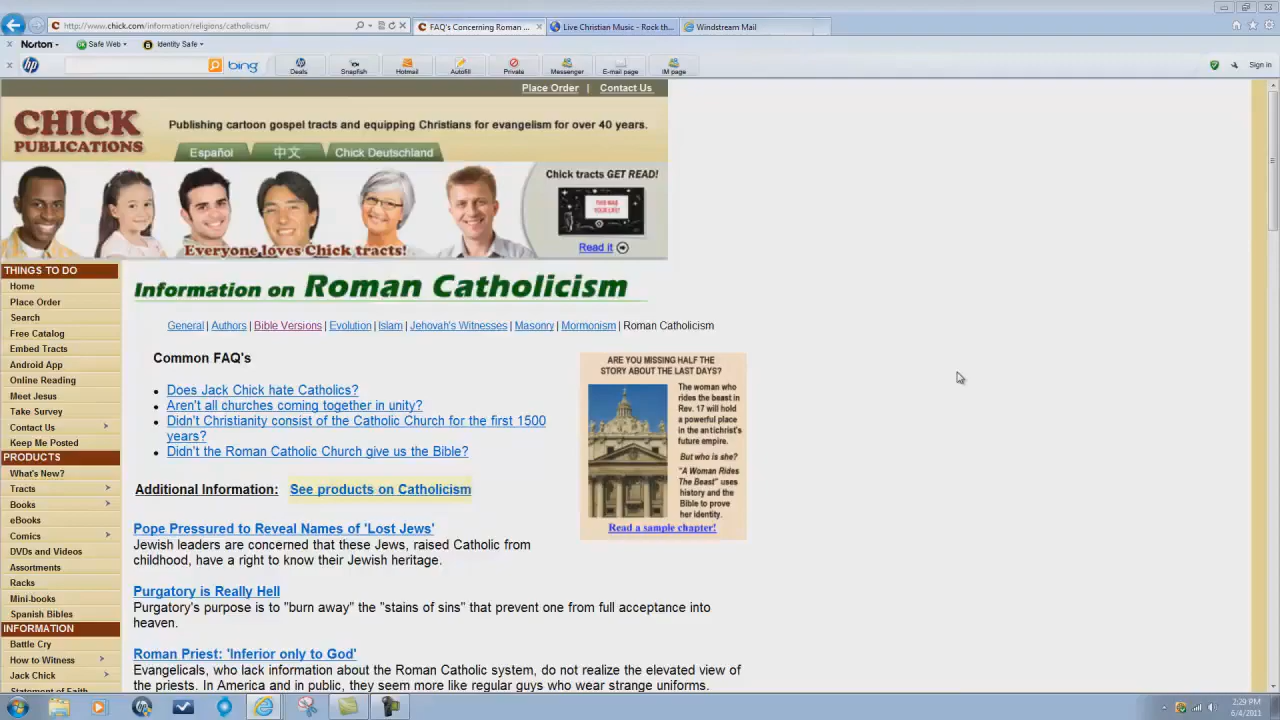 http://www.chick.com/information/religions/catholicism/
FAQ's Concerning Roman ...
Live Christian Music - Rock th...
Windstream Mail
Norton
Safe Web
Identity Safe
bing
Deals
Snapfish
Hotmail
Autofill
Private
Messenger
E-mail page
IM page
Sign in
Place Order | Contact Us
CHICK
PUBLICATIONS
Publishing cartoon gospel tracts and equipping Christians for evangelism for over 40 years.
Español
中文
Chick Deutschland
Chick tracts GET READ!
THIS WAS
YOUR LIFE!
Read it
Everyone loves Chick tracts!
THINGS TO DO
Home
Place Order
Search
Free Catalog
Embed Tracts
Android App
Online Reading
Meet Jesus
Take Survey
Contact Us
Keep Me Posted
PRODUCTS
What's New?
Tracts
Books
eBooks
Comics
DVDs and Videos
Assortments
Racks
Mini-books
Spanish Bibles
INFORMATION
Battle Cry
How to Witness
Jack Chick
Statement of Faith
Information on Roman Catholicism
General | Authors | Bible Versions | Evolution | Islam | Jehovah's Witnesses | Masonry | Mormonism | Roman Catholicism
Common FAQ's
Does Jack Chick hate Catholics?
Aren't all churches coming together in unity?
Didn't Christianity consist of the Catholic Church for the first 1500
years?
Didn't the Roman Catholic Church give us the Bible?
ARE YOU MISSING HALF THE
STORY ABOUT THE LAST DAYS?
The woman who
rides the beast in
Rev. 17 will hold
a powerful place
in the antichrist's
future empire.
But who is she?
"A Woman Rides
The Beast" uses
history and the
Bible to prove
her identity.
Read a sample chapter!
Additional Information: See products on Catholicism
Pope Pressured to Reveal Names of 'Lost Jews'
Jewish leaders are concerned that these Jews, raised Catholic from
childhood, have a right to know their Jewish heritage.
Purgatory is Really Hell
Purgatory's purpose is to "burn away" the "stains of sins" that prevent one from full acceptance into
heaven.
Roman Priest: 'Inferior only to God'
Evangelicals, who lack information about the Roman Catholic system, do not realize the elevated view of
the priests. In America and in public, they seem more like regular guys who wear strange uniforms.
2:29 PM
6/4/2011